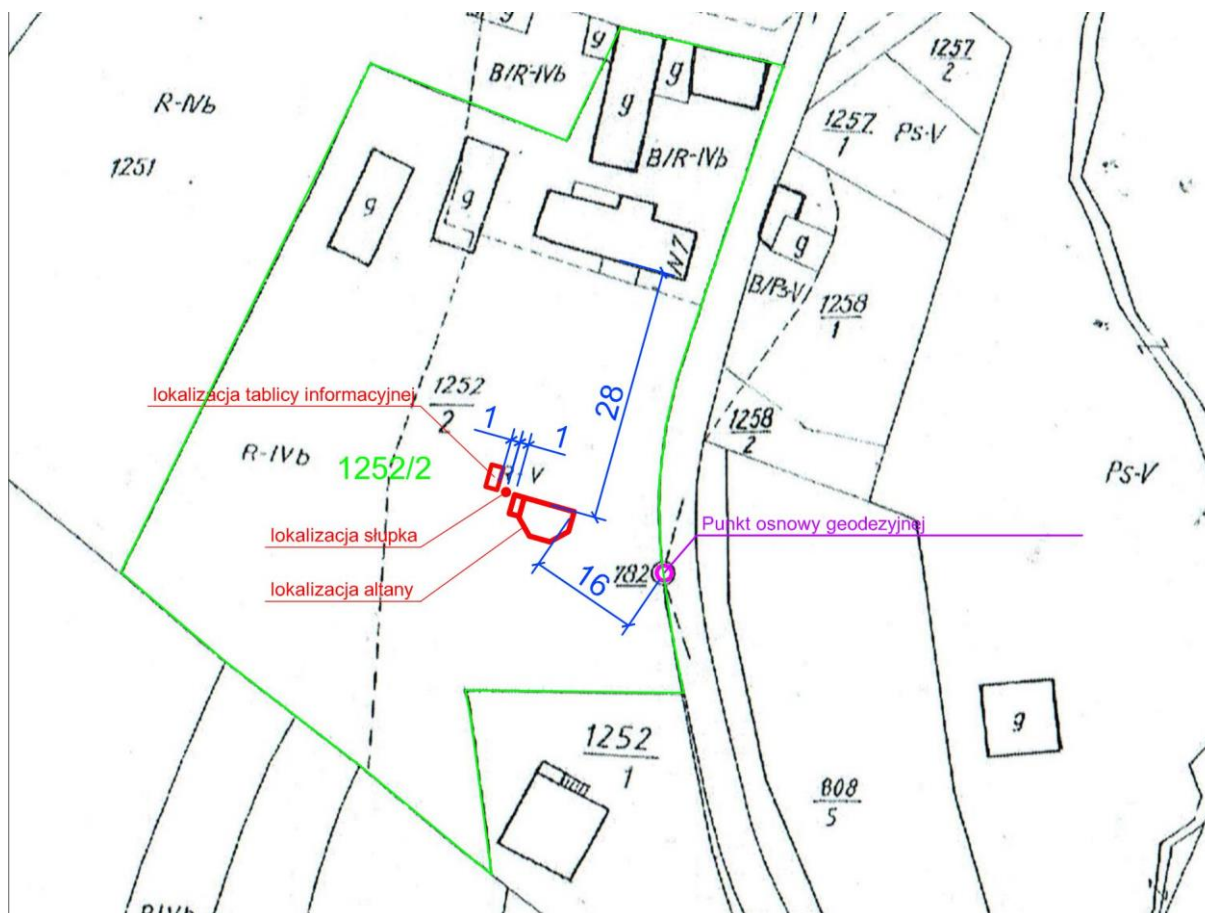 g
g
1257
2
B/R-IVb
g
R-IVb
g
1257
1
Ps-V
B/R-IVb
1251
g
g
g
B/Ps-V
1258
1
28
lokalizacja tablicy informacyjnej
1252
2
1
1
1258
2
R-IVb
1252/2
R-V
Ps-V
lokalizacja słupka
Punkt osnowy geodezyjnej
782
16
lokalizacja altany
g
1252
1
808
5